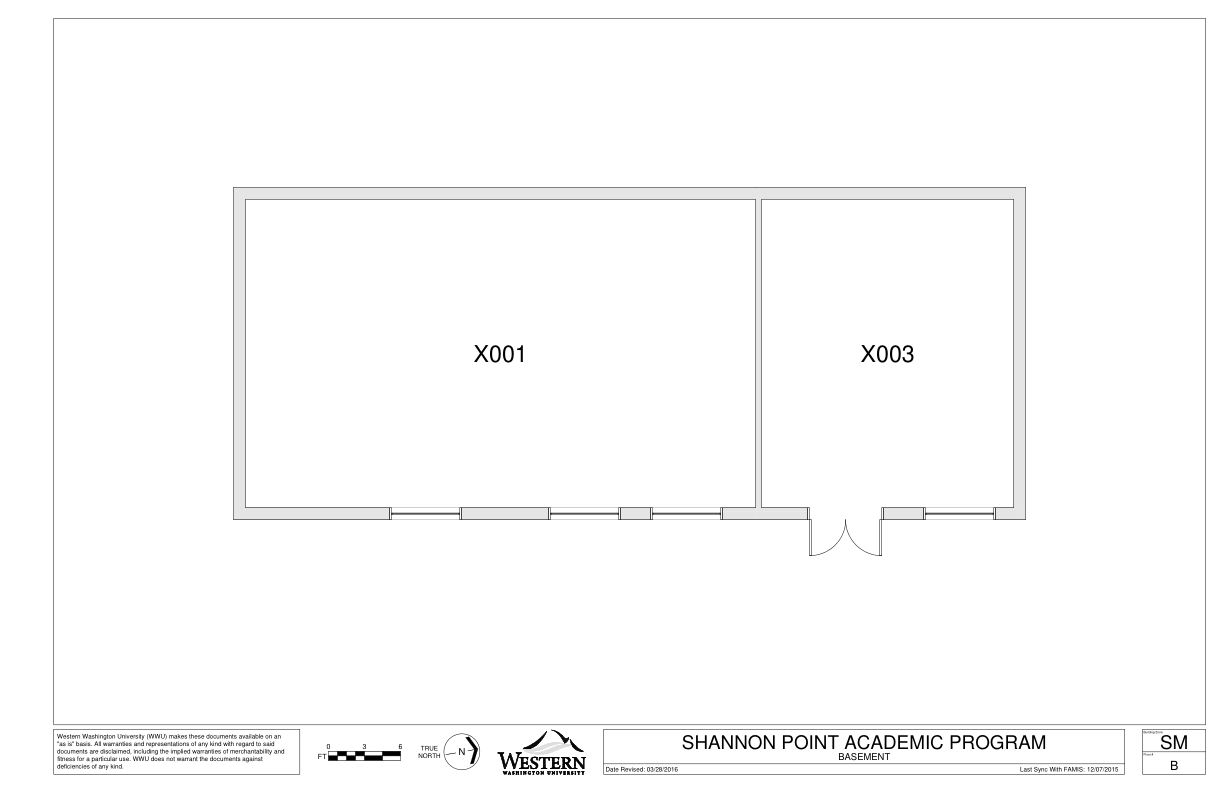 X001
X003
Western Washington University (WWU) makes these documents available on an
"as is" basis. All warranties and representations of any kind with regard to said
documents are disclaimed, including the implied warranties of merchantability and
fitness for a particular use. WWU does not warrant the documents against
deficiencies of any kind.
0 3 6
FT
TRUE
NORTH
N
WESTERN
WASHINGTON UNIVERSITY
SHANNON POINT ACADEMIC PROGRAM
BASEMENT
Date Revised: 03/28/2016
Last Sync With FAMIS: 12/07/2015
SM
B